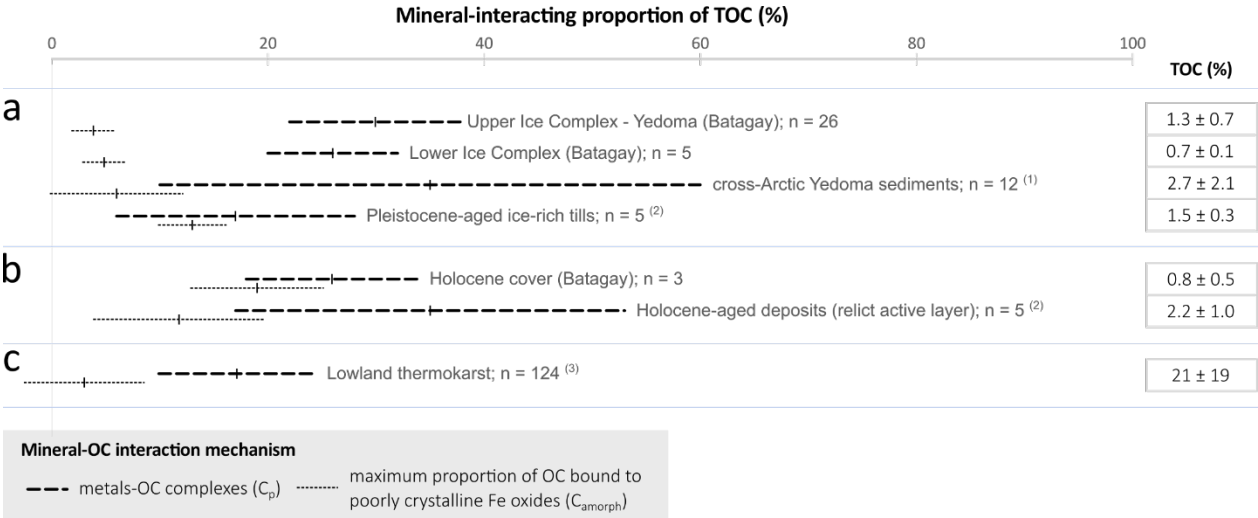 Mineral-interacting proportion of TOC (%)
0 20 40 60 80 100
TOC (%)
a
Upper Ice Complex - Yedoma (Batagay); n = 26
1.3 ± 0.7
Lower Ice Complex (Batagay); n = 5
0.7 ± 0.1
cross-Arctic Yedoma sediments; n = 12 (1)
2.7 ± 2.1
Pleistocene-aged ice-rich tills; n = 5 (2)
1.5 ± 0.3
b
Holocene cover (Batagay); n = 3
0.8 ± 0.5
Holocene-aged deposits (relict active layer); n = 5 (2)
2.2 ± 1.0
c
Lowland thermokarst; n = 124 (3)
21 ± 19
Mineral-OC interaction mechanism
metals-OC complexes (Cp)
maximum proportion of OC bound to
poorly crystalline Fe oxides (Camorph)